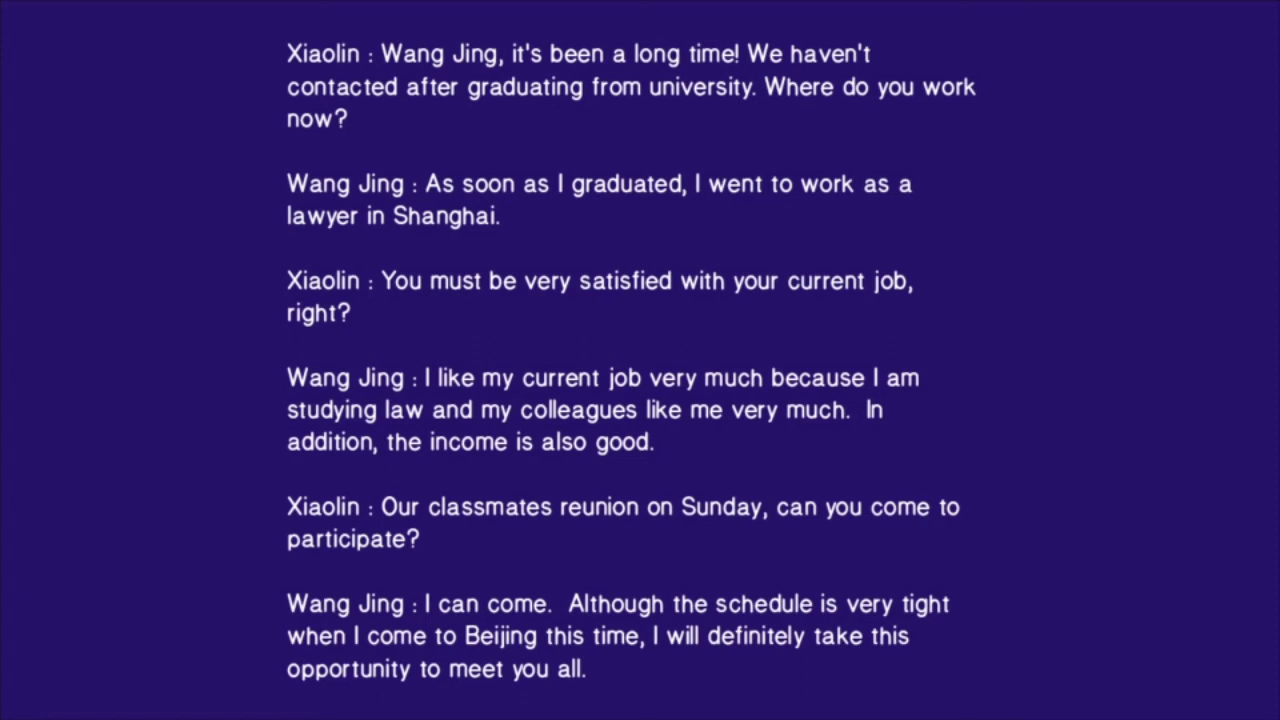 Xiaolin : Wang Jing, it's been a long time! We haven't
contacted after graduating from university. Where do you work
now?
Wang Jing : As soon as I graduated, I went to work as a
lawyer in Shanghai.
Xiaolin : You must be very satisfied with your current job,
right?
Wang Jing : I like my current job very much because I am
studying law and my colleagues like me very much.  In
addition, the income is also good.
Xiaolin : Our classmates reunion on Sunday, can you come to
participate?
Wang Jing : I can come.  Although the schedule is very tight
when I come to Beijing this time, I will definitely take this
opportunity to meet you all.